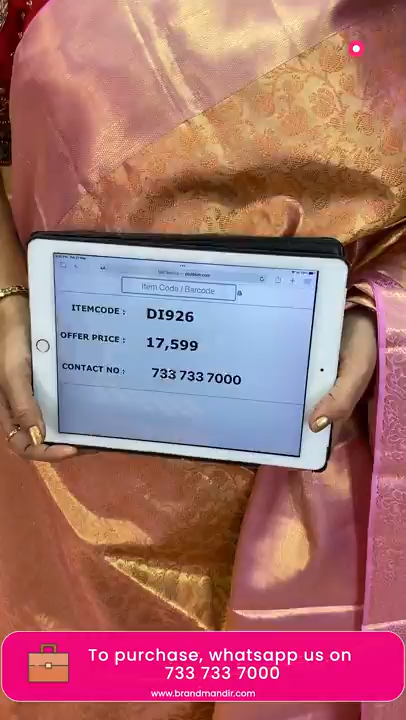 Item Code / Barcode
ITEMCODE : DI926
OFFER PRICE : 17,599
CONTACT NO : 733 733 7000
To purchase, whatsapp us on
733 733 7000
www.brandmandir.com